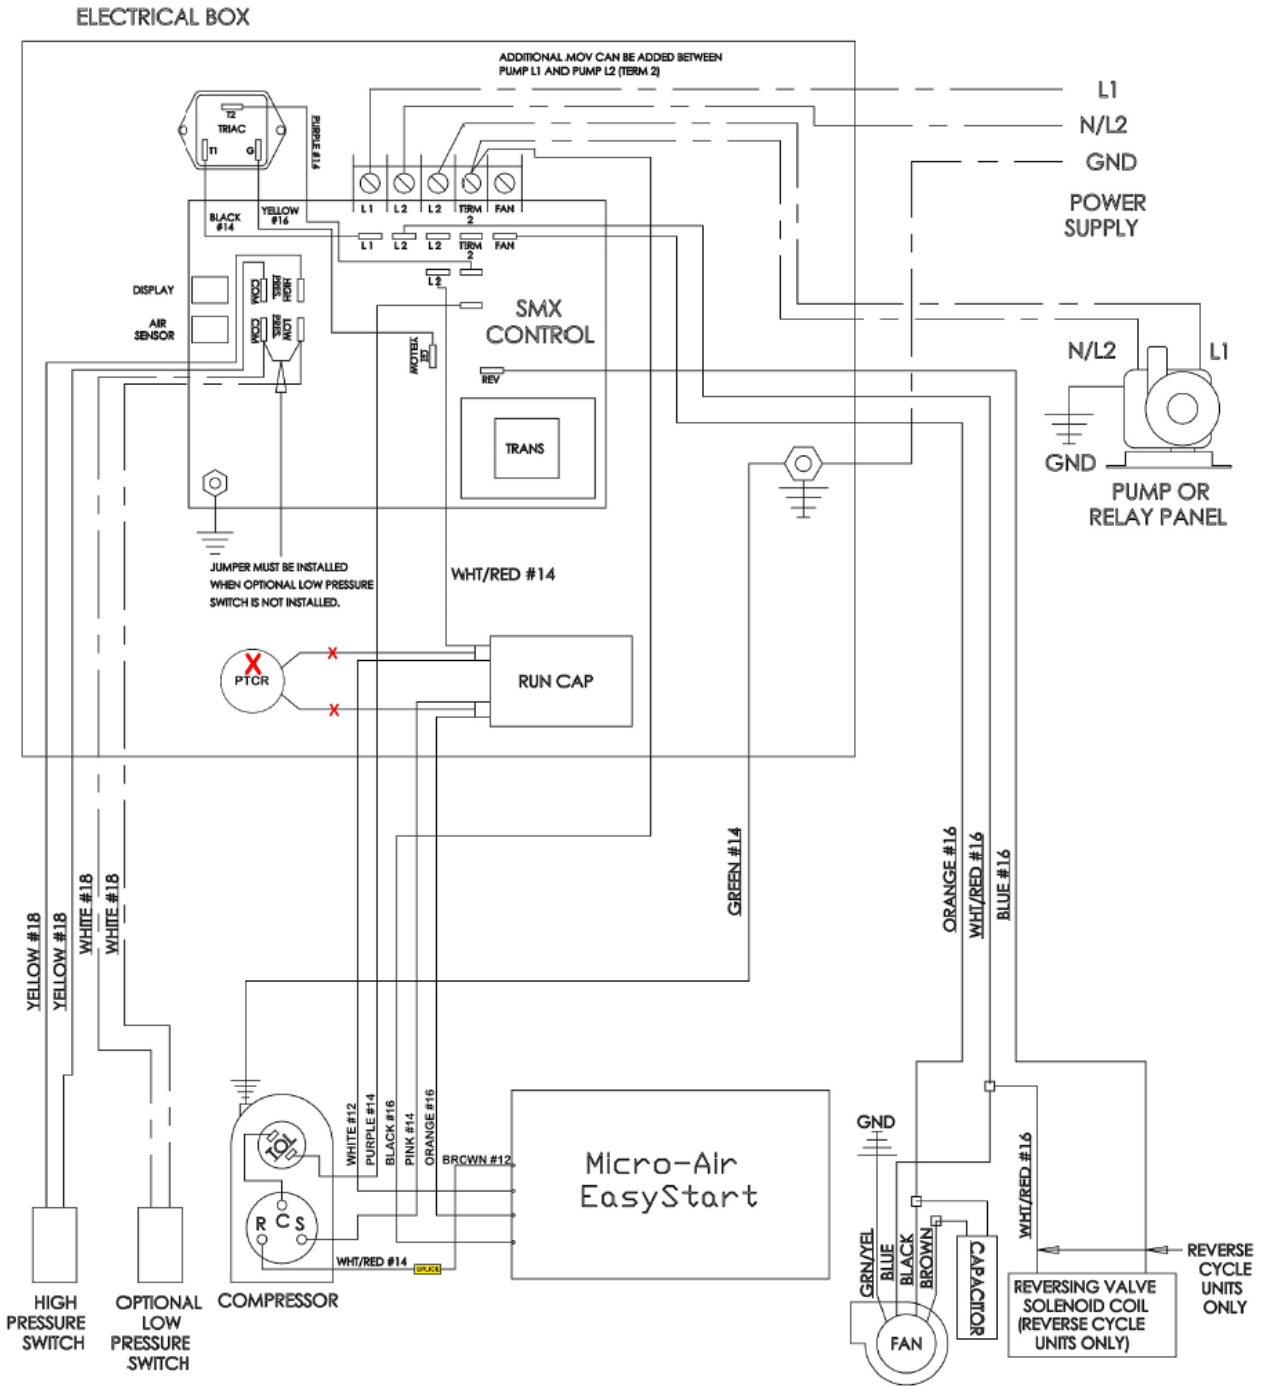 ELECTRICAL BOX
ADDITIONAL MOV CAN BE ADDED BETWEEN
PUMP L1 AND PUMP L2 (TERM 2)
L1
N/L2
GND
POWER
SUPPLY
T2
TRIAC
T1
G
PURPLE #14
BLACK
#14
YELLOW
#16
L1
L2
L2
TERM
2
FAN
L1
L2
L2
TERM
2
FAN
L2
DISPLAY
AIR
SENSOR
COM
HIGH
PRES.
COM
LOW
PRES.
SMX
CONTROL
GT
YELLOW
REV
TRANS
N/L2
L1
GND
PUMP OR
RELAY PANEL
JUMPER MUST BE INSTALLED
WHEN OPTIONAL LOW PRESSURE
SWITCH IS NOT INSTALLED.
WHT/RED #14
X
PTCR
X
X
RUN CAP
YELLOW #18
YELLOW #18
WHITE #18
WHITE #18
GREEN #14
ORANGE #16
WHT/RED #16
BLUE #16
WHITE #12
PURPLE #14
BLACK #16
PINK #14
ORANGE #16
BROWN #12
Micro-Air
EasyStart
TOL
R
C
S
WHT/RED #14
SPLICE
COMPRESSOR
HIGH
PRESSURE
SWITCH
OPTIONAL
LOW
PRESSURE
SWITCH
GND
GRN/YEL
BLUE
BLACK
BROWN
CAPACITOR
FAN
WHT/RED #16
REVERSING VALVE
SOLENOID COIL
(REVERSE CYCLE
UNITS ONLY)
REVERSE
CYCLE
UNITS
ONLY